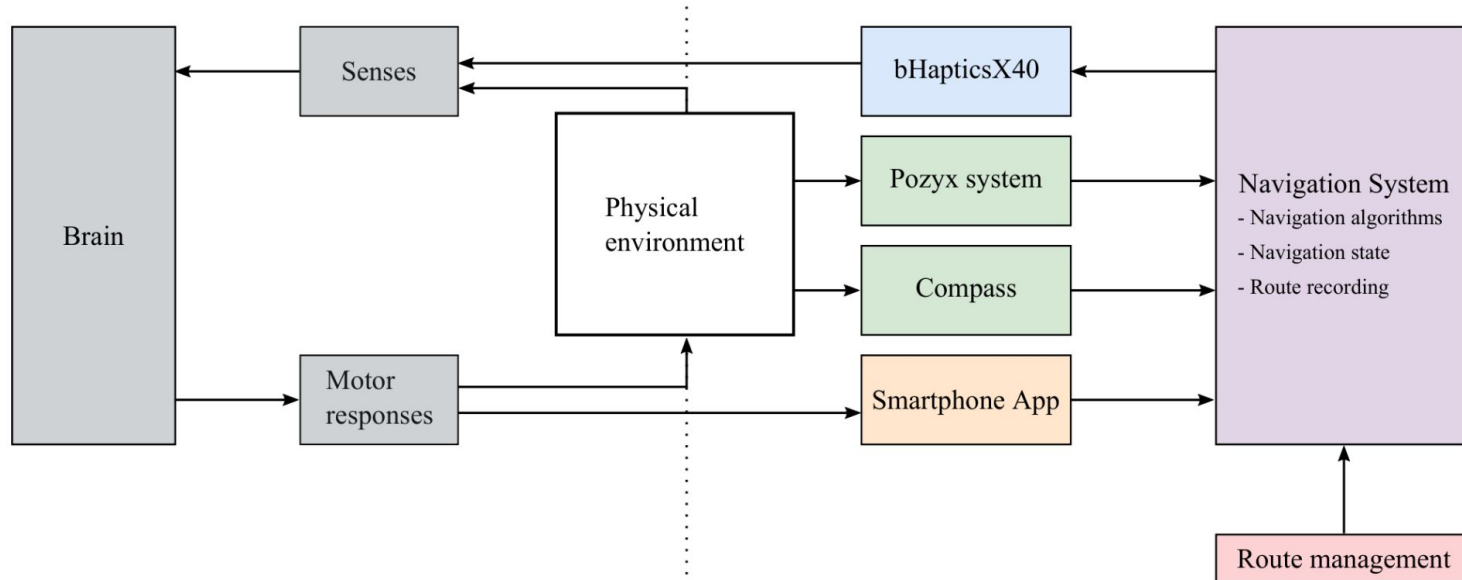 Senses
bHapticsX40
Brain
Physical
environment
Pozyx system
Compass
Navigation System
- Navigation algorithms
- Navigation state
- Route recording
Motor
responses
Smartphone App
Route management